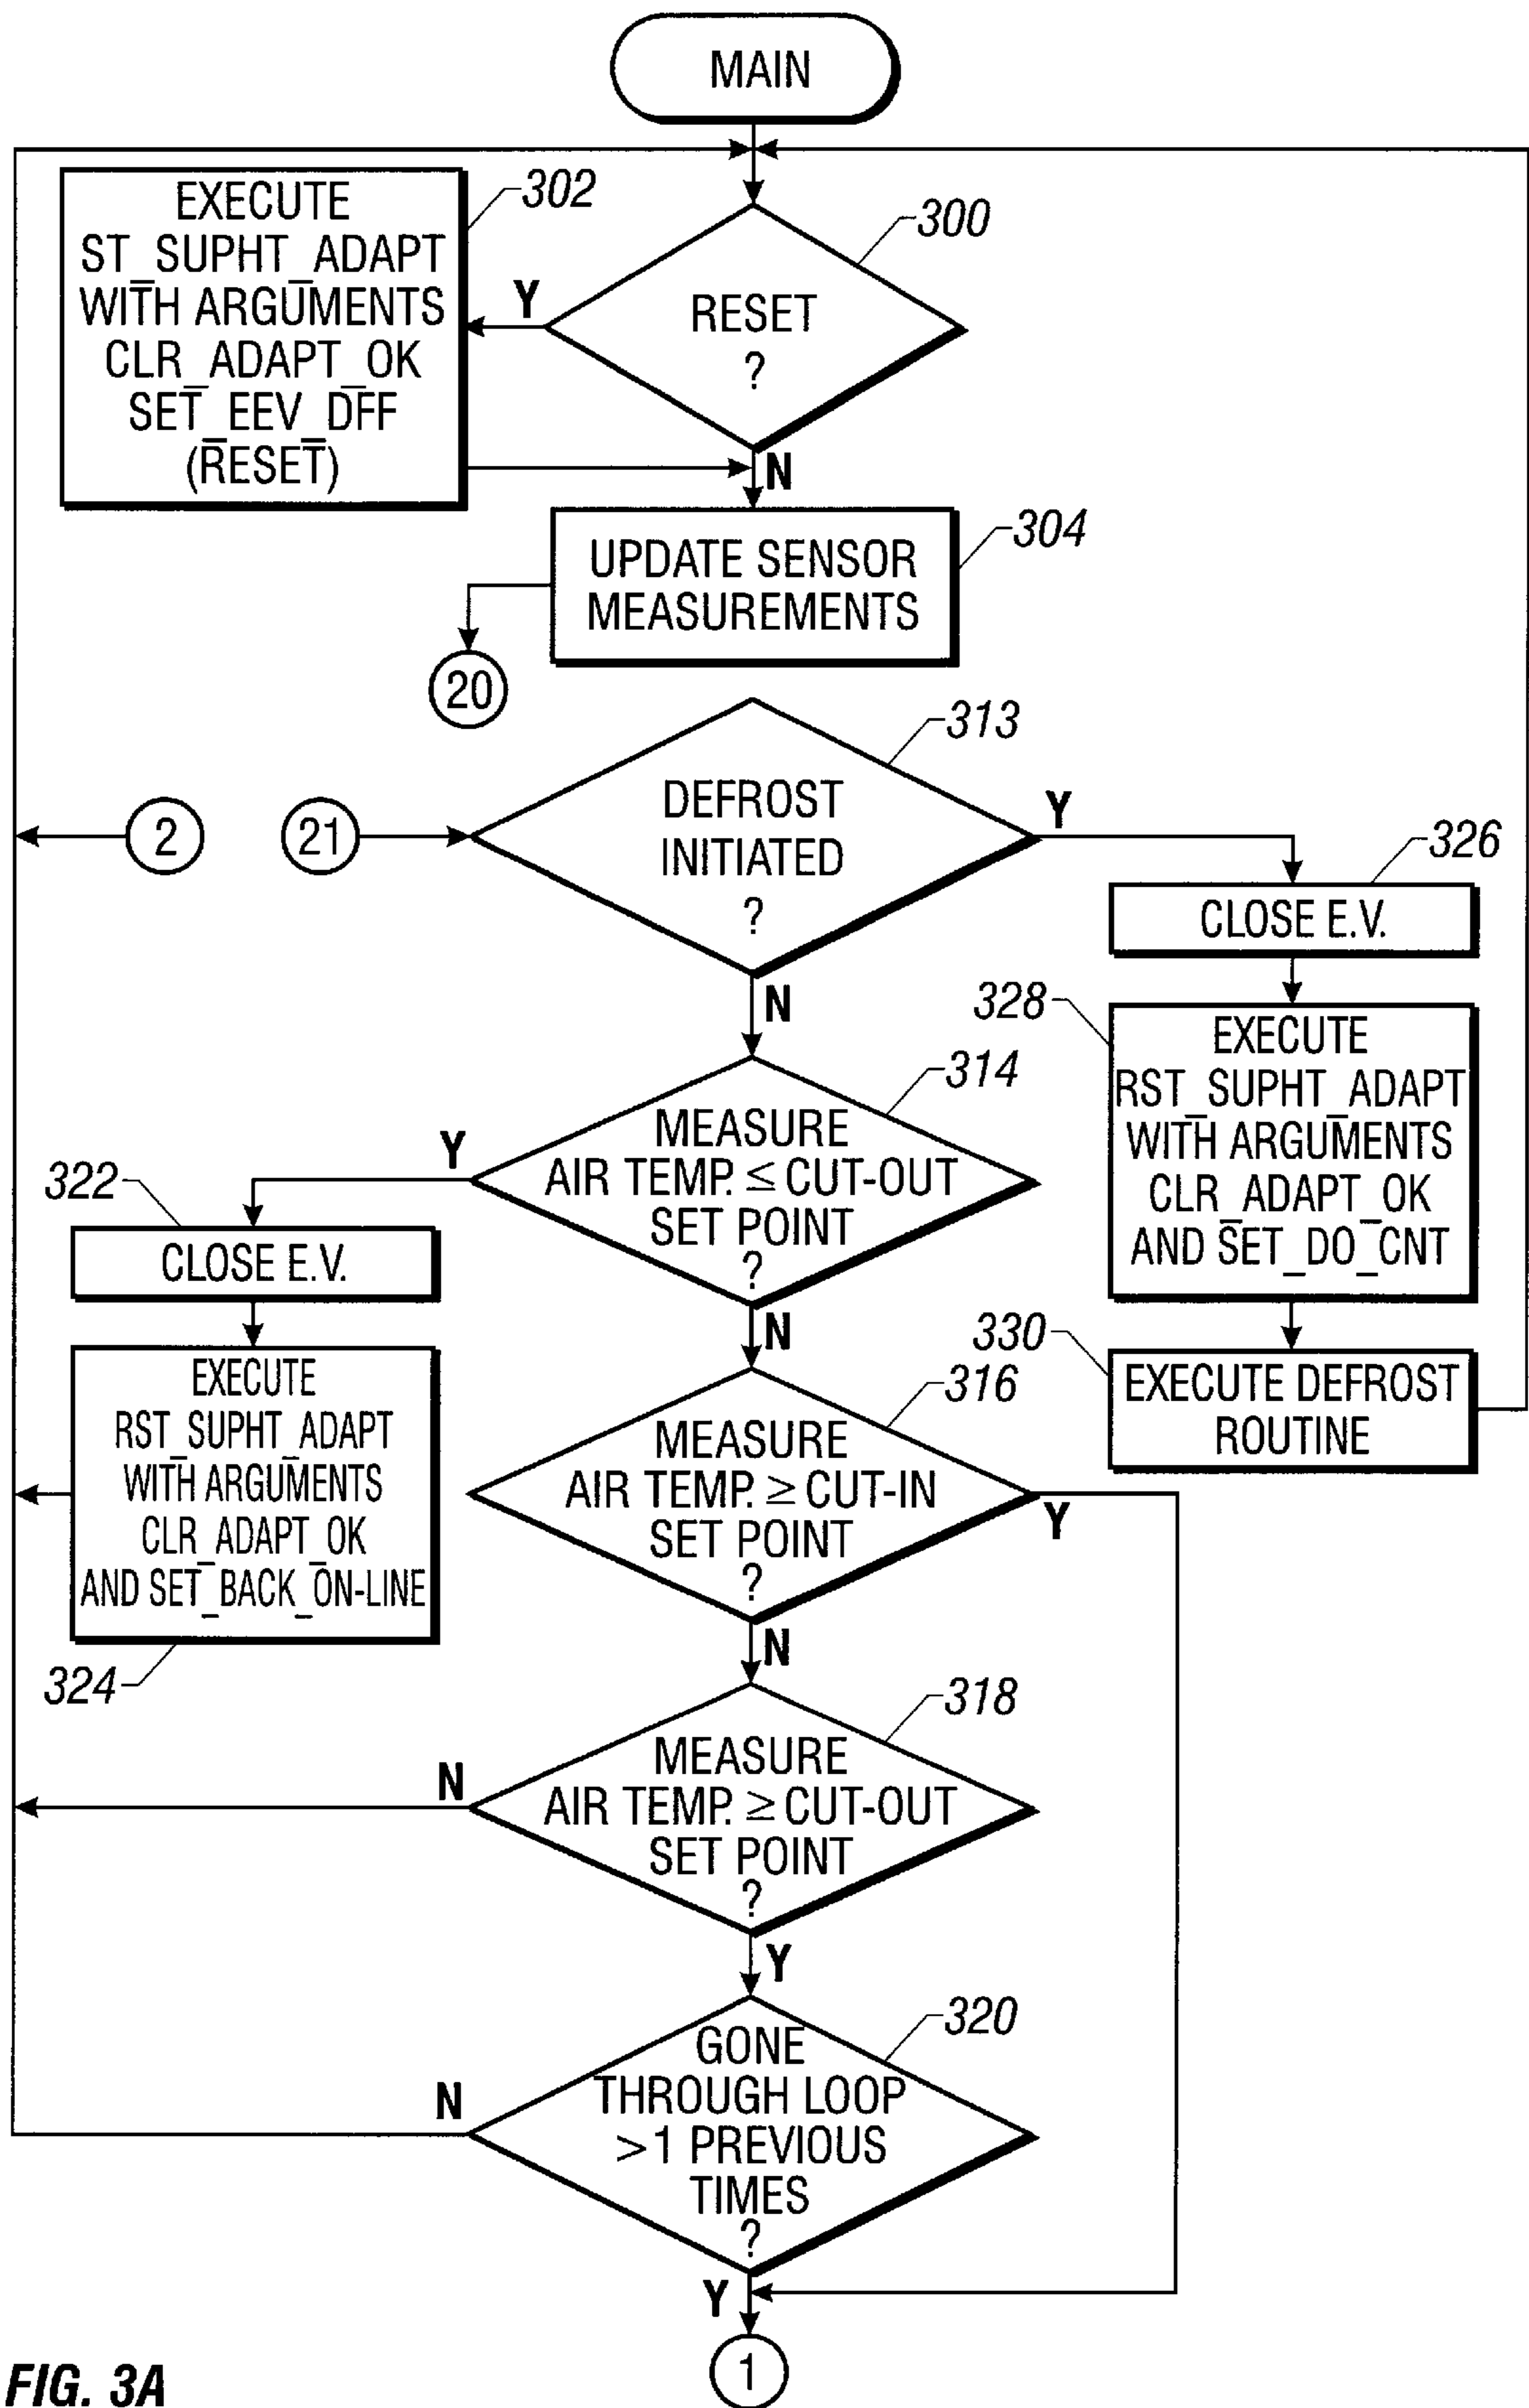 MAIN
302
EXECUTE
ST_SUPHT_ADAPT
WITH ARGUMENTS
CLR_ADAPT_OK
SET_EEV_DFF
(RESET)
300
RESET
?
Y
N
304
UPDATE SENSOR
MEASUREMENTS
20
313
DEFROST
INITIATED
?
Y
2
21
326
CLOSE E.V.
N
328
EXECUTE
RST_SUPHT_ADAPT
WITH ARGUMENTS
CLR_ADAPT_OK
AND SET_DO_CNT
330
EXECUTE DEFROST
ROUTINE
314
MEASURE
AIR TEMP. ≤ CUT-OUT
SET POINT
?
Y
322
CLOSE E.V.
N
EXECUTE
RST_SUPHT_ADAPT
WITH ARGUMENTS
CLR_ADAPT_OK
AND SET_BACK_ON-LINE
324
316
MEASURE
AIR TEMP. ≥ CUT-IN
SET POINT
?
Y
N
318
MEASURE
AIR TEMP. ≥ CUT-OUT
SET POINT
?
N
Y
320
GONE
THROUGH LOOP
>1 PREVIOUS
TIMES
?
N
Y
1
FIG. 3A